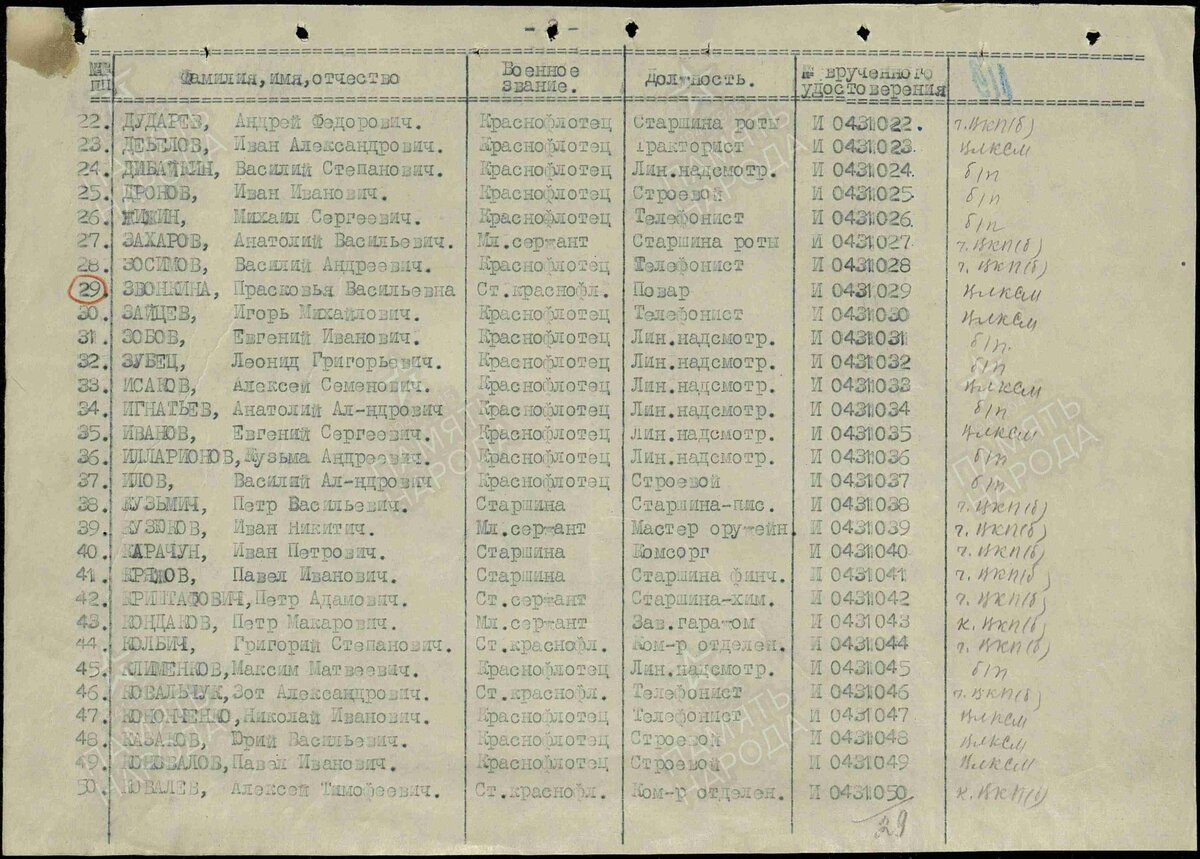 - 2 -
№№ пп Фамилия, имя, отчество Военное звание. Должность. № врученного удостоверения
22. ДУДАРЕВ, Андрей Федорович. Краснофлотец Старшина роты И 0431022. ч.ВКП(б)
23. ДЕБЕЛОВ, Иван Александрович. Краснофлотец Тракторист И 0431023 ВЛКСМ
24. ДИБАЙКИН, Василий Степанович. Краснофлотец Лин.надсмотр. И 0431024 б/п
25. ДРОНОВ, Иван Иванович. Краснофлотец Строевой И 0431025 б/п
26. ЖИЖИН, Михаил Сергеевич. Краснофлотец Телефонист И 0431026 б/п
27. ЗАХАРОВ, Анатолий Васильевич. Мл.сержант Старшина роты И 0431027 ч.ВКП(б)
28. ЗОСИМОВ, Василий Андреевич. Краснофлотец Телефонист И 0431028 ч.ВКП(б)
29. ЗВОНКИНА, Прасковья Васильевна Ст.краснофл. Повар И 0431029 ВЛКСМ
30. ЗАЙЦЕВ, Игорь Михайлович. Краснофлотец Телефонист И 0431030 ВЛКСМ
31. ЗОБОВ, Евгений Иванович. Краснофлотец Лин.надсмотр. И 0431031 б/п.
32. ЗУБЕЦ, Леонид Григорьевич. Краснофлотец Лин.надсмотр. И 0431032 б/п
33. ИСАКОВ, Алексей Семенович. Краснофлотец Лин.надсмотр. И 0431033 ВЛКСМ
34. ИГНАТЬЕВ, Анатолий Ал-ндрович Краснофлотец Лин.надсмотр. И 0431034 б/п
35. ИВАНОВ, Евгений Сергеевич. Краснофлотец Лин.надсмотр. И 0431035 ВЛКСМ
36. ИЛЛАРИОНОВ, Кузьма Андреевич. Краснофлотец Лин.надсмотр. И 0431036 б/п
37. ИЛОВ, Василий Ал-ндрович Краснофлотец Строевой И 0431037 б/п
38. КУЗЬМИЧ, Петр Васильевич. Старшина Старшина-пис. И 0431038 ч.ВКП(б)
39. КУЗЮКОВ, Иван Никитич. Мл.сержант Мастер оружейн. И 0431039 ч.ВКП(б)
40. КАРАЧУН, Иван Петрович. Старшина Комсорг И 0431040 ч.ВКП(б)
41. КРЯЖОВ, Павел Иванович. Старшина Старшина финч. И 0431041 ч.ВКП(б)
42. КРИШТАФОВИЧ, Петр Адамович. Ст.сержант Старшина-хим. И 0431042 ч.ВКП(б)
43. КОНДАКОВ, Петр Макарович. Мл.сержант Зав.гаражом И 0431043 к.ВКП(б)
44. КОЛБИЧ, Григорий Степанович. Ст.краснофл. Ком-р отделен. И 0431044 ч.ВКП(б)
45. КЛИМЕНКОВ, Максим Матвеевич. Краснофлотец Лин.надсмотр. И 0431045 б/п
46. КОВАЛЬЧУК, Зот Александрович. Ст.краснофл. Телефонист И 0431046 ч.ВКП(б)
47. КОНОНЧЕНКО, Николай Иванович. Краснофлотец Телефонист И 0431047 ВЛКСМ
48. КАЗАКОВ, Юрий Васильевич. Краснофлотец Строевой И 0431048 ВЛКСМ
49. КОНОВАЛОВ, Павел Иванович. Краснофлотец Строевой И 0431049 ВЛКСМ
50. КОВАЛЕВ, Алексей Тимофеевич. Ст.краснофл. Ком-р отделен. И 0431050 к.ВКП(б)
29